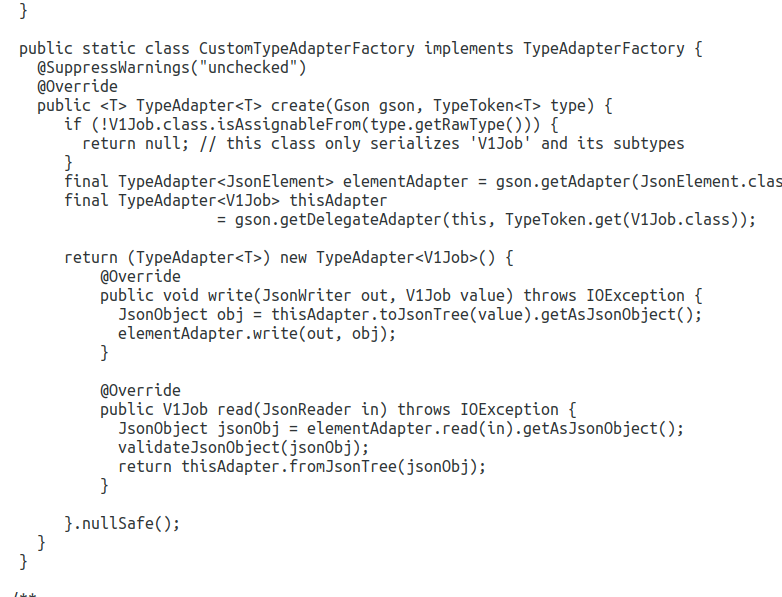 }
public static class CustomTypeAdapterFactory implements TypeAdapterFactory {
@SuppressWarnings("unchecked")
@Override
public <T> TypeAdapter<T> create(Gson gson, TypeToken<T> type) {
if (!V1Job.class.isAssignableFrom(type.getRawType())) {
return null; // this class only serializes 'V1Job' and its subtypes
}
final TypeAdapter<JsonElement> elementAdapter = gson.getAdapter(JsonElement.clas
final TypeAdapter<V1Job> thisAdapter
= gson.getDelegateAdapter(this, TypeToken.get(V1Job.class));
return (TypeAdapter<T>) new TypeAdapter<V1Job>() {
@Override
public void write(JsonWriter out, V1Job value) throws IOException {
JsonObject obj = thisAdapter.toJsonTree(value).getAsJsonObject();
elementAdapter.write(out, obj);
}
@Override
public V1Job read(JsonReader in) throws IOException {
JsonObject jsonObj = elementAdapter.read(in).getAsJsonObject();
validateJsonObject(jsonObj);
return thisAdapter.fromJsonTree(jsonObj);
}
}.nullSafe();
}
}
/**